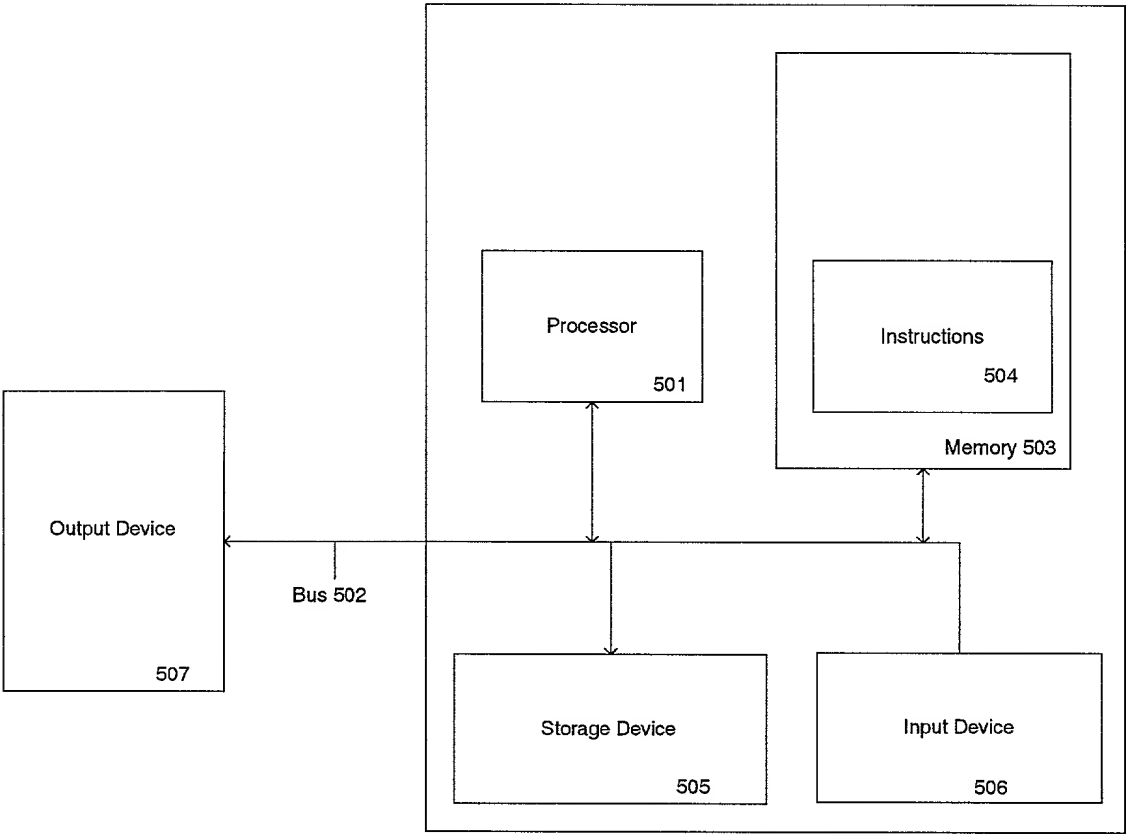 Processor
501
Instructions
504
Memory 503
Output Device
507
Bus 502
Storage Device
505
Input Device
506